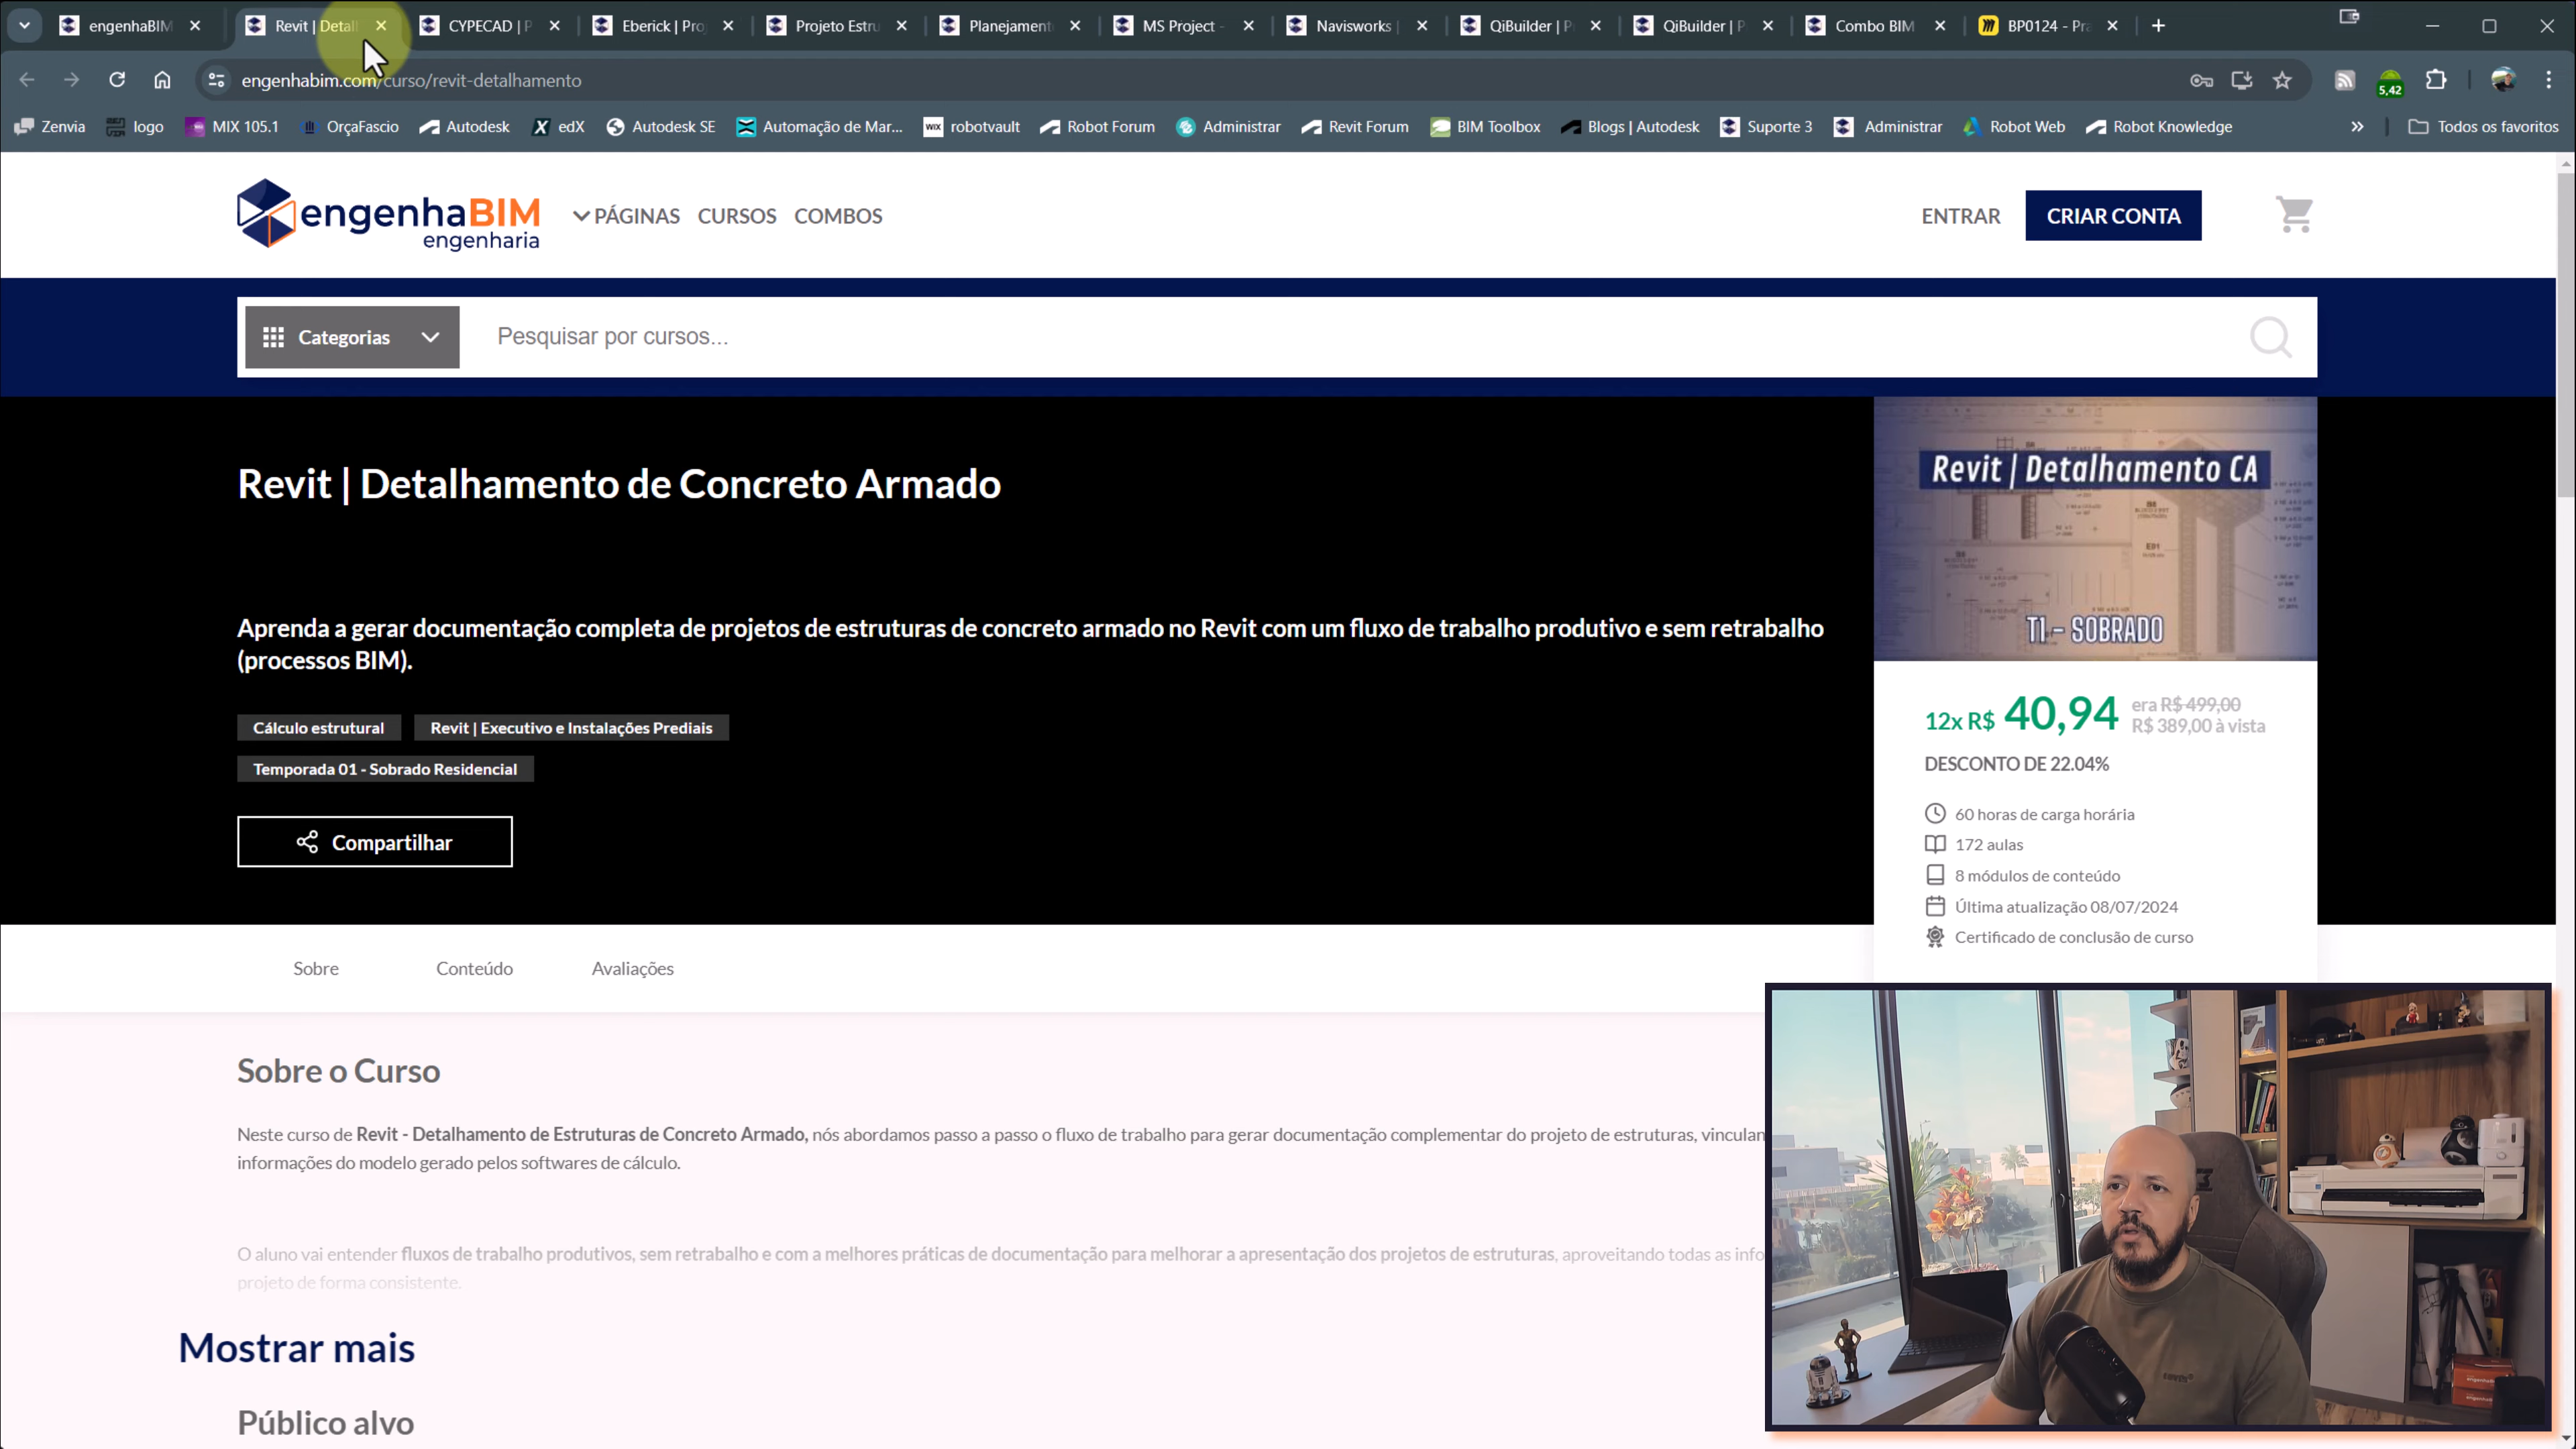 engenhaBIM
Revit | Detall
CYPECAD | P
Eberick | Proj
Projeto Estru
Planejament
MS Project -
Navisworks |
QiBuilder | P
QiBuilder | P
Combo BIM
BP0124 - Pra
engenhabim.com/curso/revit-detalhamento
5,42
Zenvia
logo
MIX 105.1
OrçaFascio
Autodesk
edX
Autodesk SE
Automação de Mar...
WIX robotvault
Robot Forum
Administrar
Revit Forum
BIM Toolbox
Blogs | Autodesk
Suporte 3
Administrar
Robot Web
Robot Knowledge
Todos os favoritos
engenhaBIM
engenharia
PÁGINAS
CURSOS
COMBOS
ENTRAR
CRIAR CONTA
Categorias
Pesquisar por cursos...
Revit | Detalhamento de Concreto Armado
Aprenda a gerar documentação completa de projetos de estruturas de concreto armado no Revit com um fluxo de trabalho produtivo e sem retrabalho
(processos BIM).
Cálculo estrutural
Revit | Executivo e Instalações Prediais
Temporada 01 - Sobrado Residencial
Compartilhar
Revit | Detalhamento CA
T1 - SOBRADO
12x R$ 40,94
era R$ 499,00
R$ 389,00 à vista
DESCONTO DE 22.04%
60 horas de carga horária
172 aulas
8 módulos de conteúdo
Última atualização 08/07/2024
Certificado de conclusão de curso
Sobre
Conteúdo
Avaliações
Sobre o Curso
Neste curso de Revit - Detalhamento de Estruturas de Concreto Armado, nós abordamos passo a passo o fluxo de trabalho para gerar documentação complementar do projeto de estruturas, vinculan
informações do modelo gerado pelos softwares de cálculo.
O aluno vai entender fluxos de trabalho produtivos, sem retrabalho e com a melhores práticas de documentação para melhorar a apresentação dos projetos de estruturas, aproveitando todas as info
projeto de forma consistente.
Mostrar mais
Público alvo